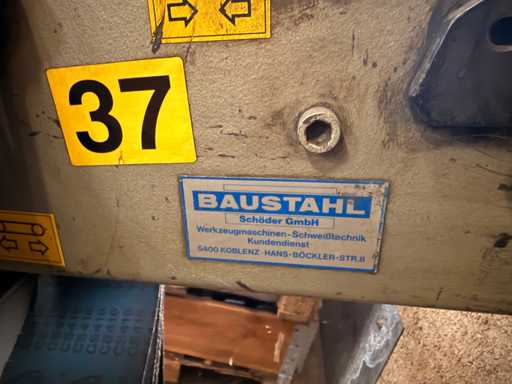 37
BAUSTAHL
Schöder GmbH
Werkzeugmaschinen-Schweißtechnik
Kundendienst
5400 KOBLENZ · HANS-BÖCKLER-STR.8